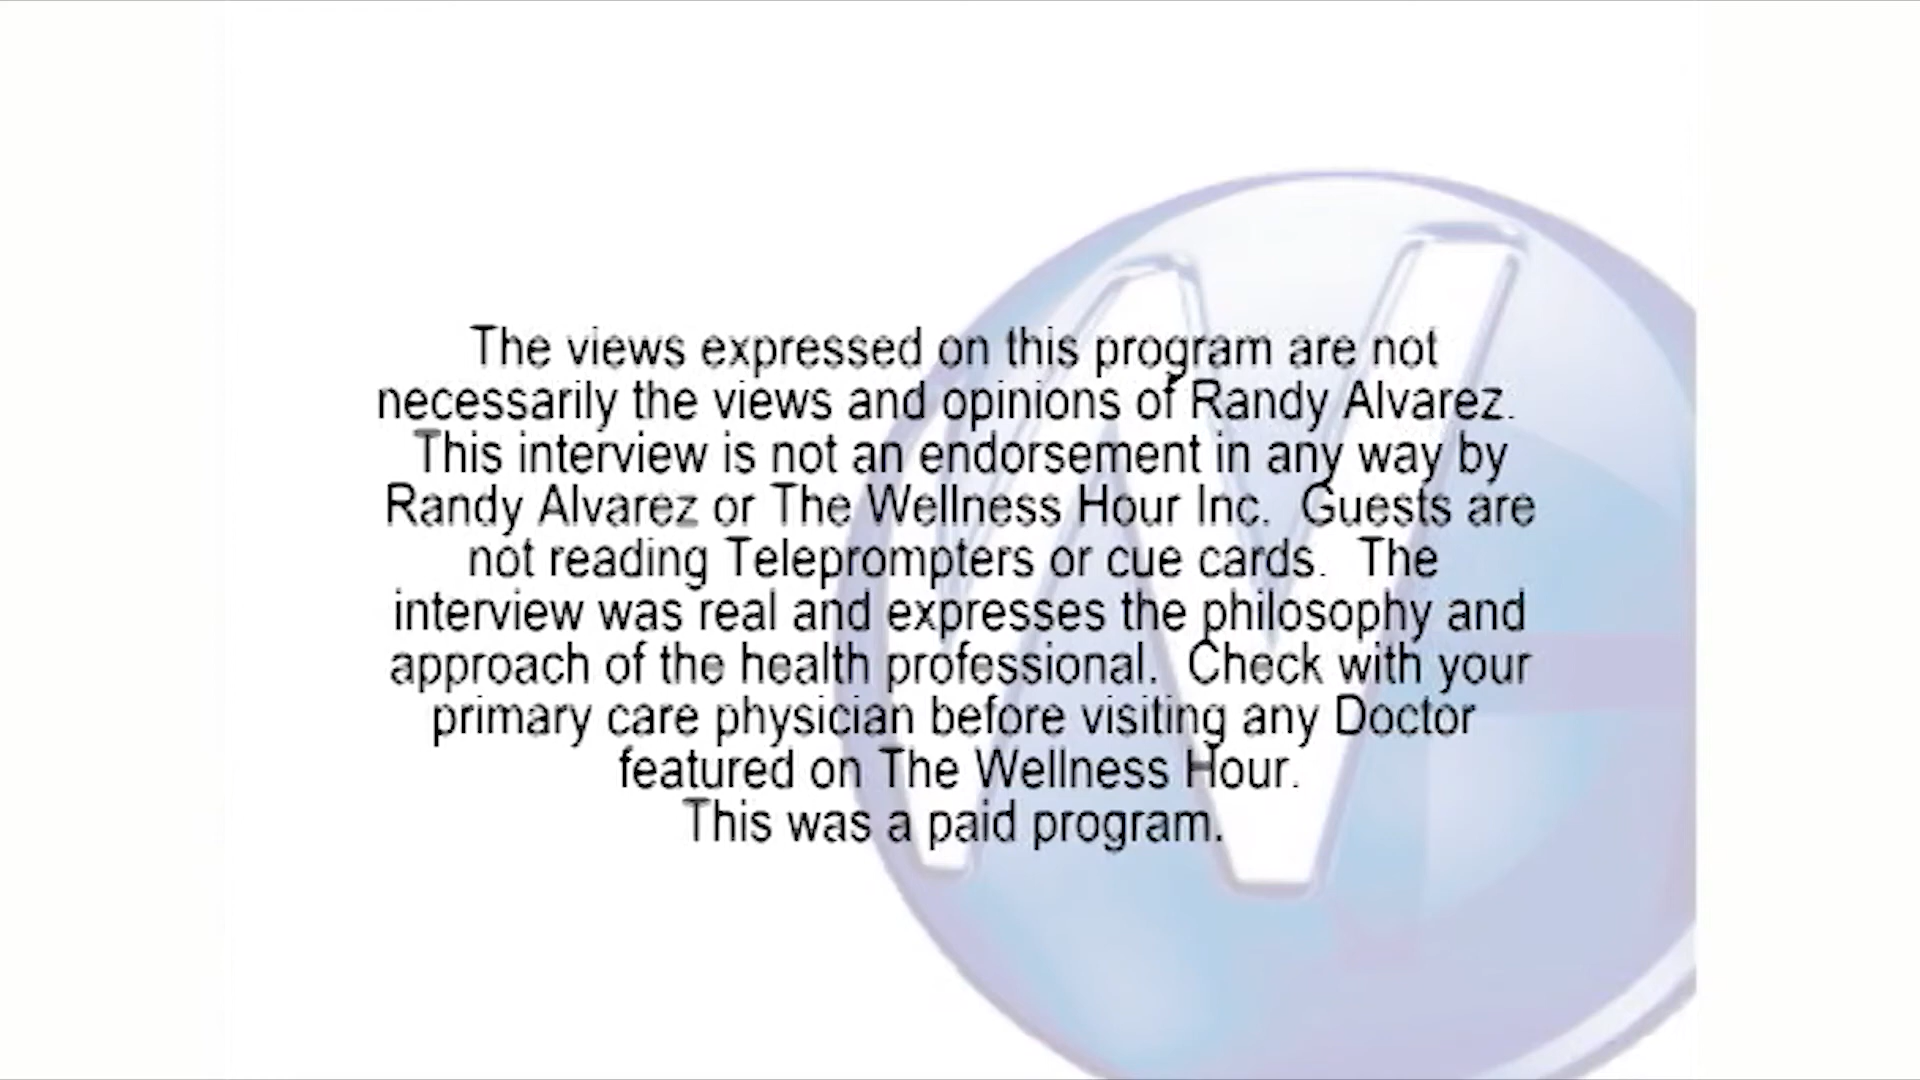 The views expressed on this program are not
necessarily the views and opinions of Randy Alvarez.
This interview is not an endorsement in any way by
Randy Alvarez or The Wellness Hour Inc.  Guests are
not reading Teleprompters or cue cards.  The
interview was real and expresses the philosophy and
approach of the health professional.  Check with your
primary care physician before visiting any Doctor
featured on The Wellness Hour.
This was a paid program.